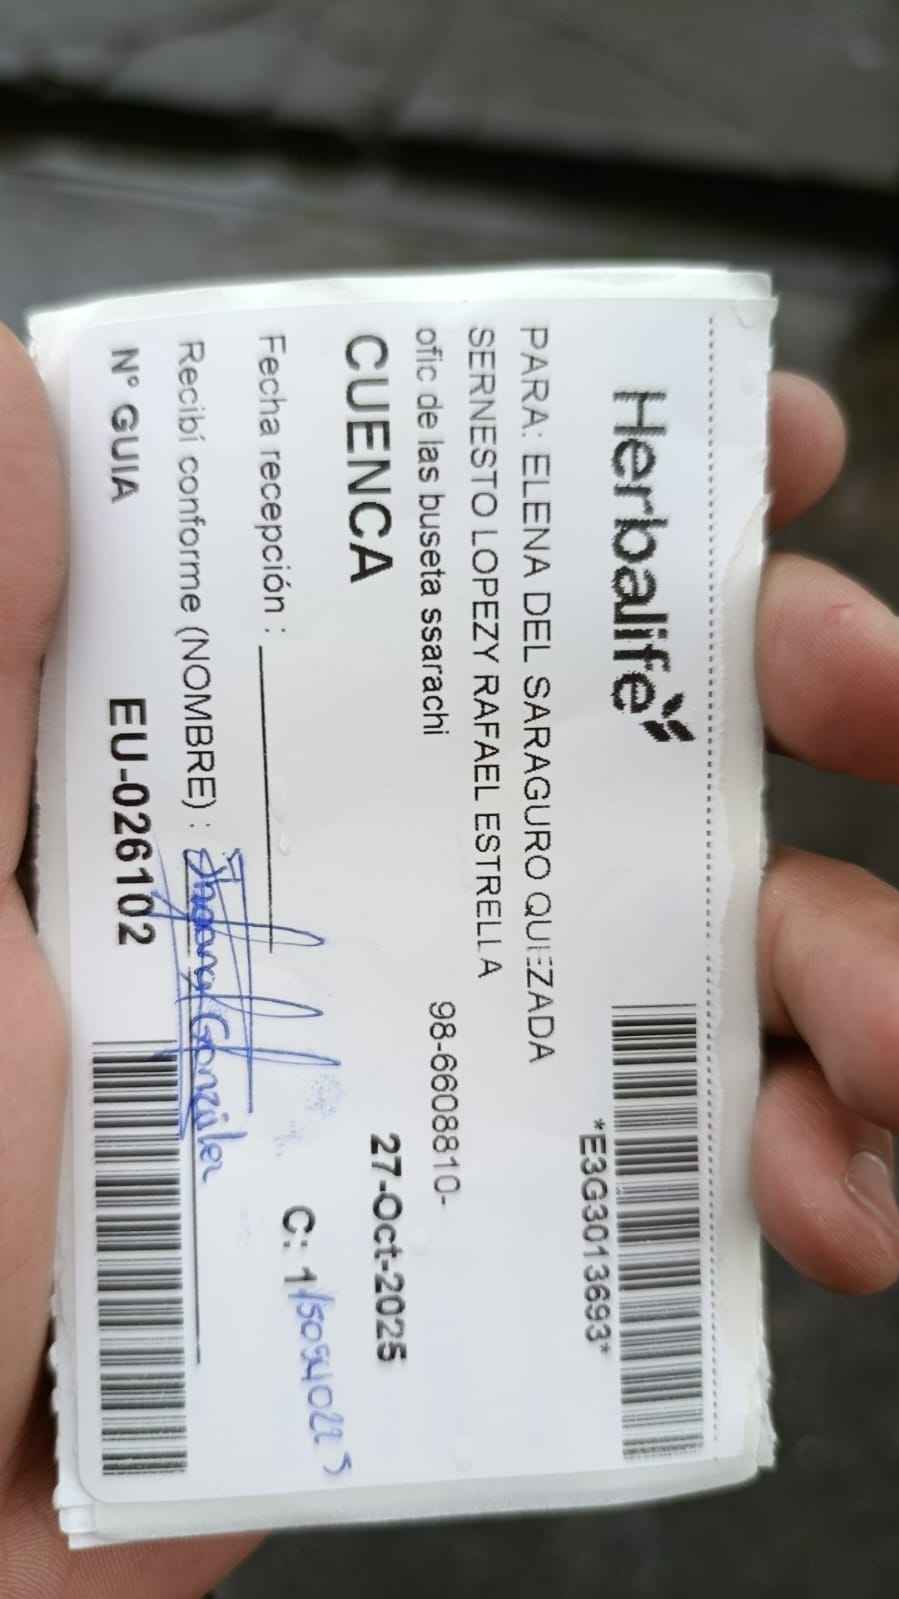 Herbalife
*E3G3013693*
PARA: ELENA DEL SARAGURO QUEZADA
SERNESTO LOPEZY RAFAEL ESTRELLA
98-6608810-
ofic de las buseta ssarachi
CUENCA
27-Oct-2025
Fecha recepción :
C: 1
Recibí conforme (NOMBRE) : González
N° GUIA EU-026102